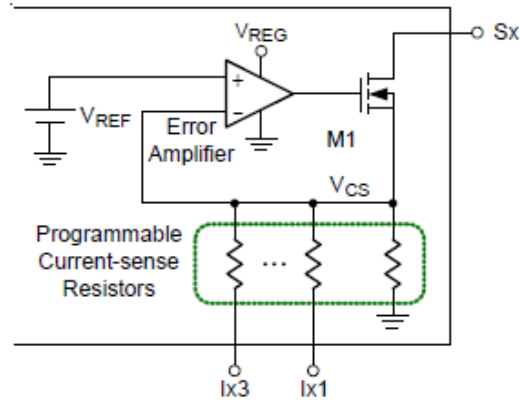 Sx
VREG
+
VREF
−
Error
Amplifier
M1
VCS
Programmable
Current-sense
Resistors
...
Ix3
Ix1